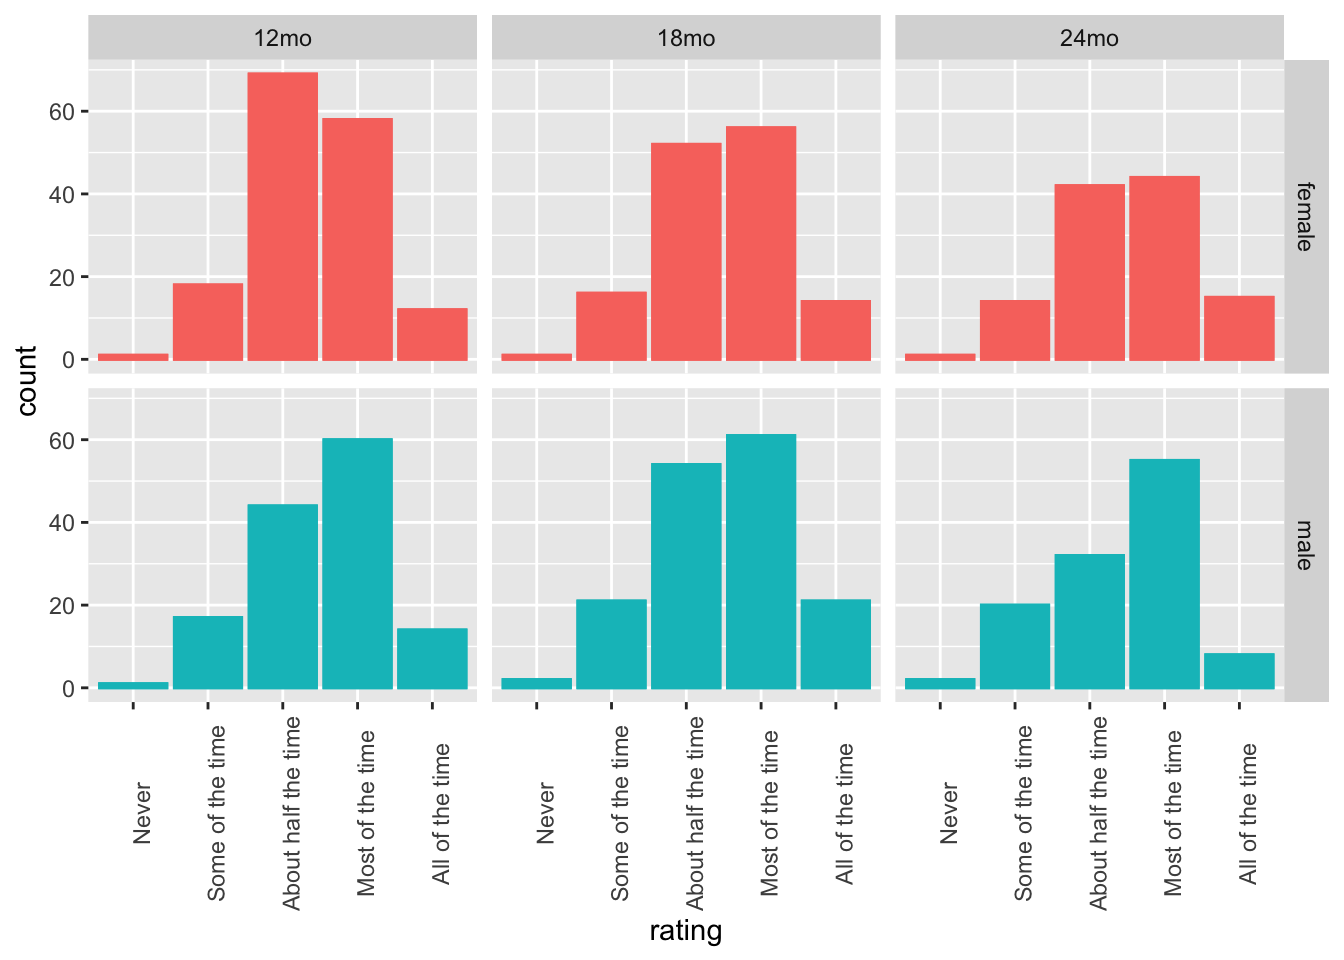 12mo
18mo
24mo
60
40
20
0
female
count
60
40
20
0
male
Never
Some of the time
About half the time
Most of the time
All of the time
Never
Some of the time
About half the time
Most of the time
All of the time
Never
Some of the time
About half the time
Most of the time
All of the time
rating